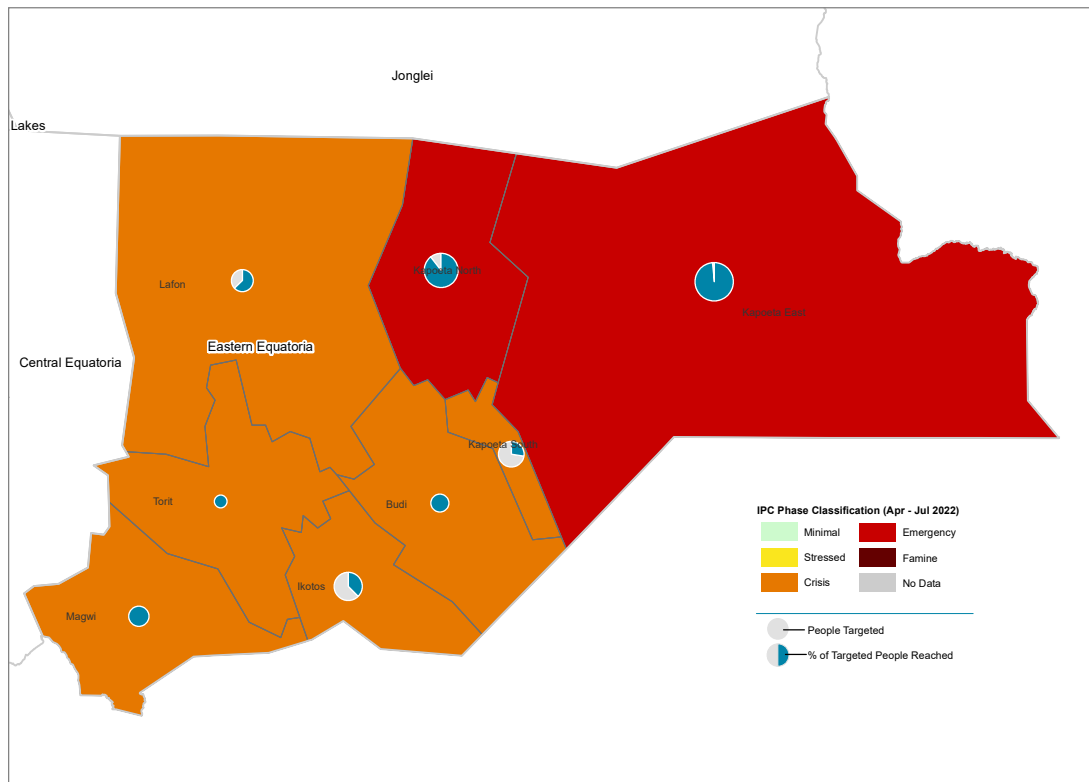 Jonglei
Lakes
Kapoeta North
Lafon
Kapoeta East
Eastern Equatoria
Central Equatoria
Kapoeta South
Torit
Budi
Ikotos
Magwi
IPC Phase Classification (Apr - Jul 2022)
Minimal
Emergency
Stressed
Famine
Crisis
No Data
People Targeted
% of Targeted People Reached